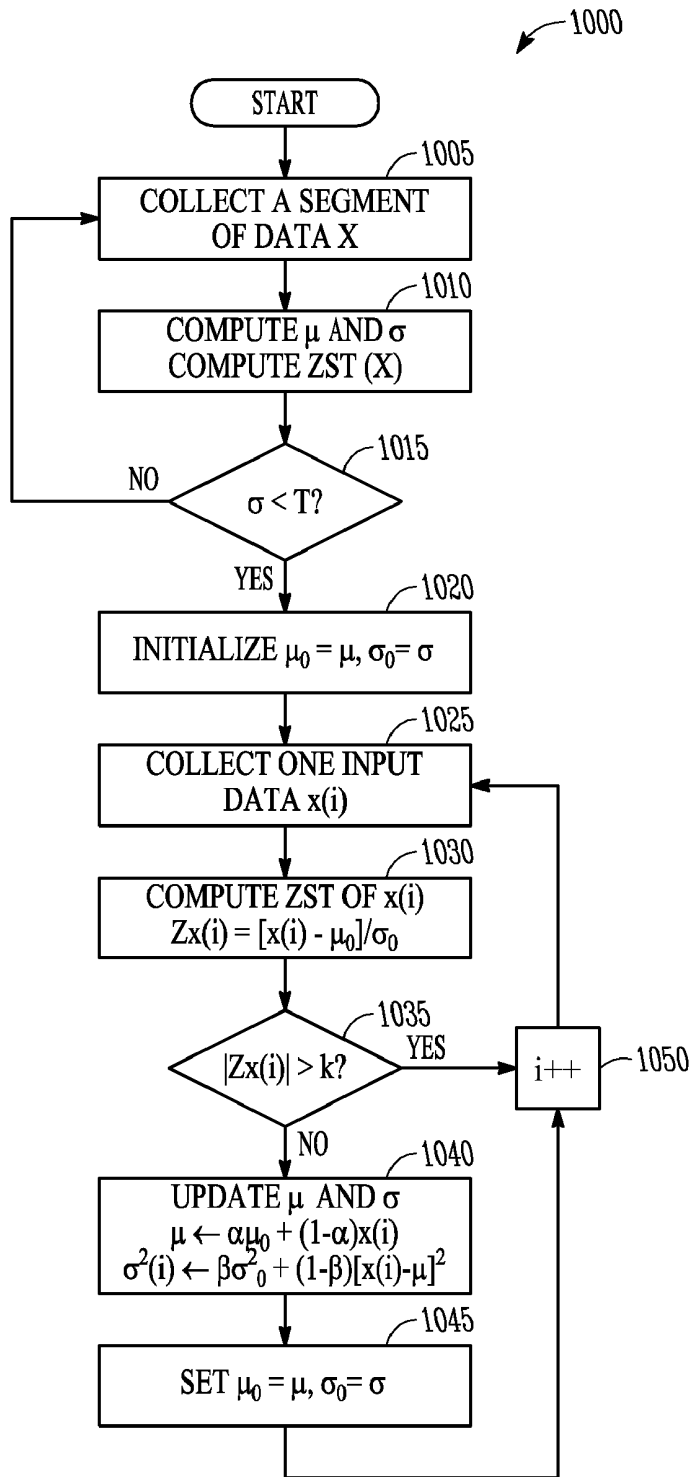 1000
START
1005
COLLECT A SEGMENT
OF DATA X
1010
COMPUTE μ AND σ
COMPUTE ZST (X)
1015
NO
σ < T?
YES
1020
INITIALIZE μ₀ = μ, σ₀= σ
1025
COLLECT ONE INPUT
DATA x(i)
1030
COMPUTE ZST OF x(i)
Zx(i) = [x(i) - μ₀]/σ₀
1035
|Zx(i)| > k?
YES
i++
1050
NO
1040
UPDATE μ AND σ
μ ← αμ₀ + (1-α)x(i)
σ²(i) ← βσ²₀ + (1-β)[x(i)-μ]²
1045
SET μ₀ = μ, σ₀= σ